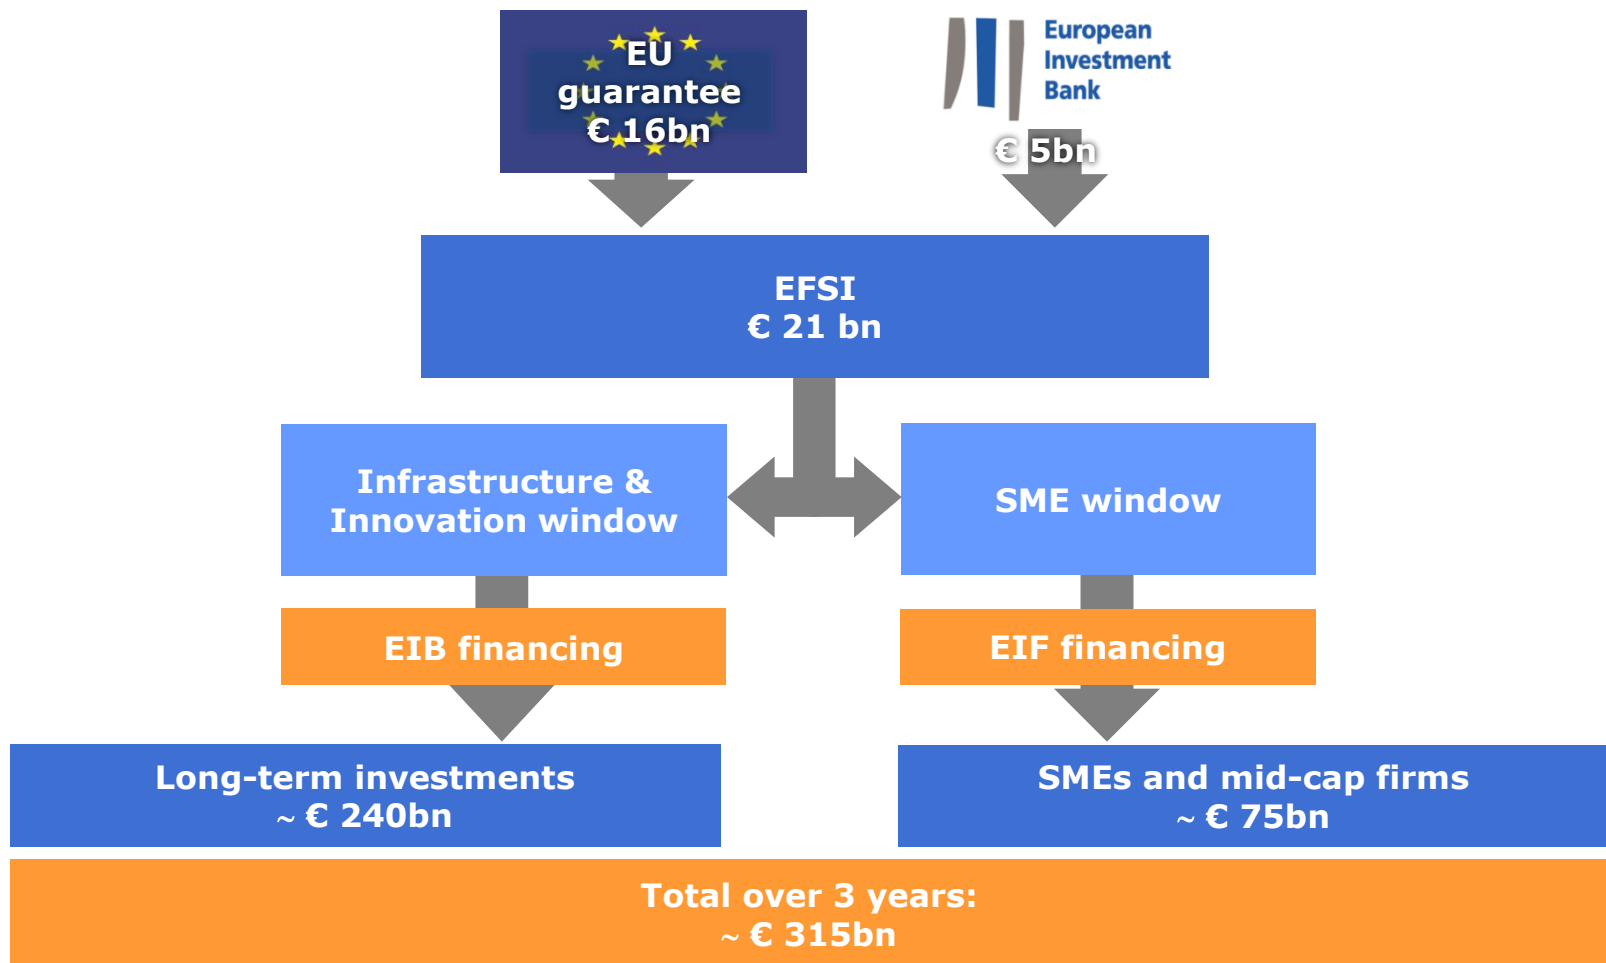 EU
guarantee
€ 16bn
European
Investment
Bank
€ 5bn
EFSI
€ 21 bn
Infrastructure &
Innovation window
SME window
EIB financing
EIF financing
Long-term investments
~ € 240bn
SMEs and mid-cap firms
~ € 75bn
Total over 3 years:
~ € 315bn